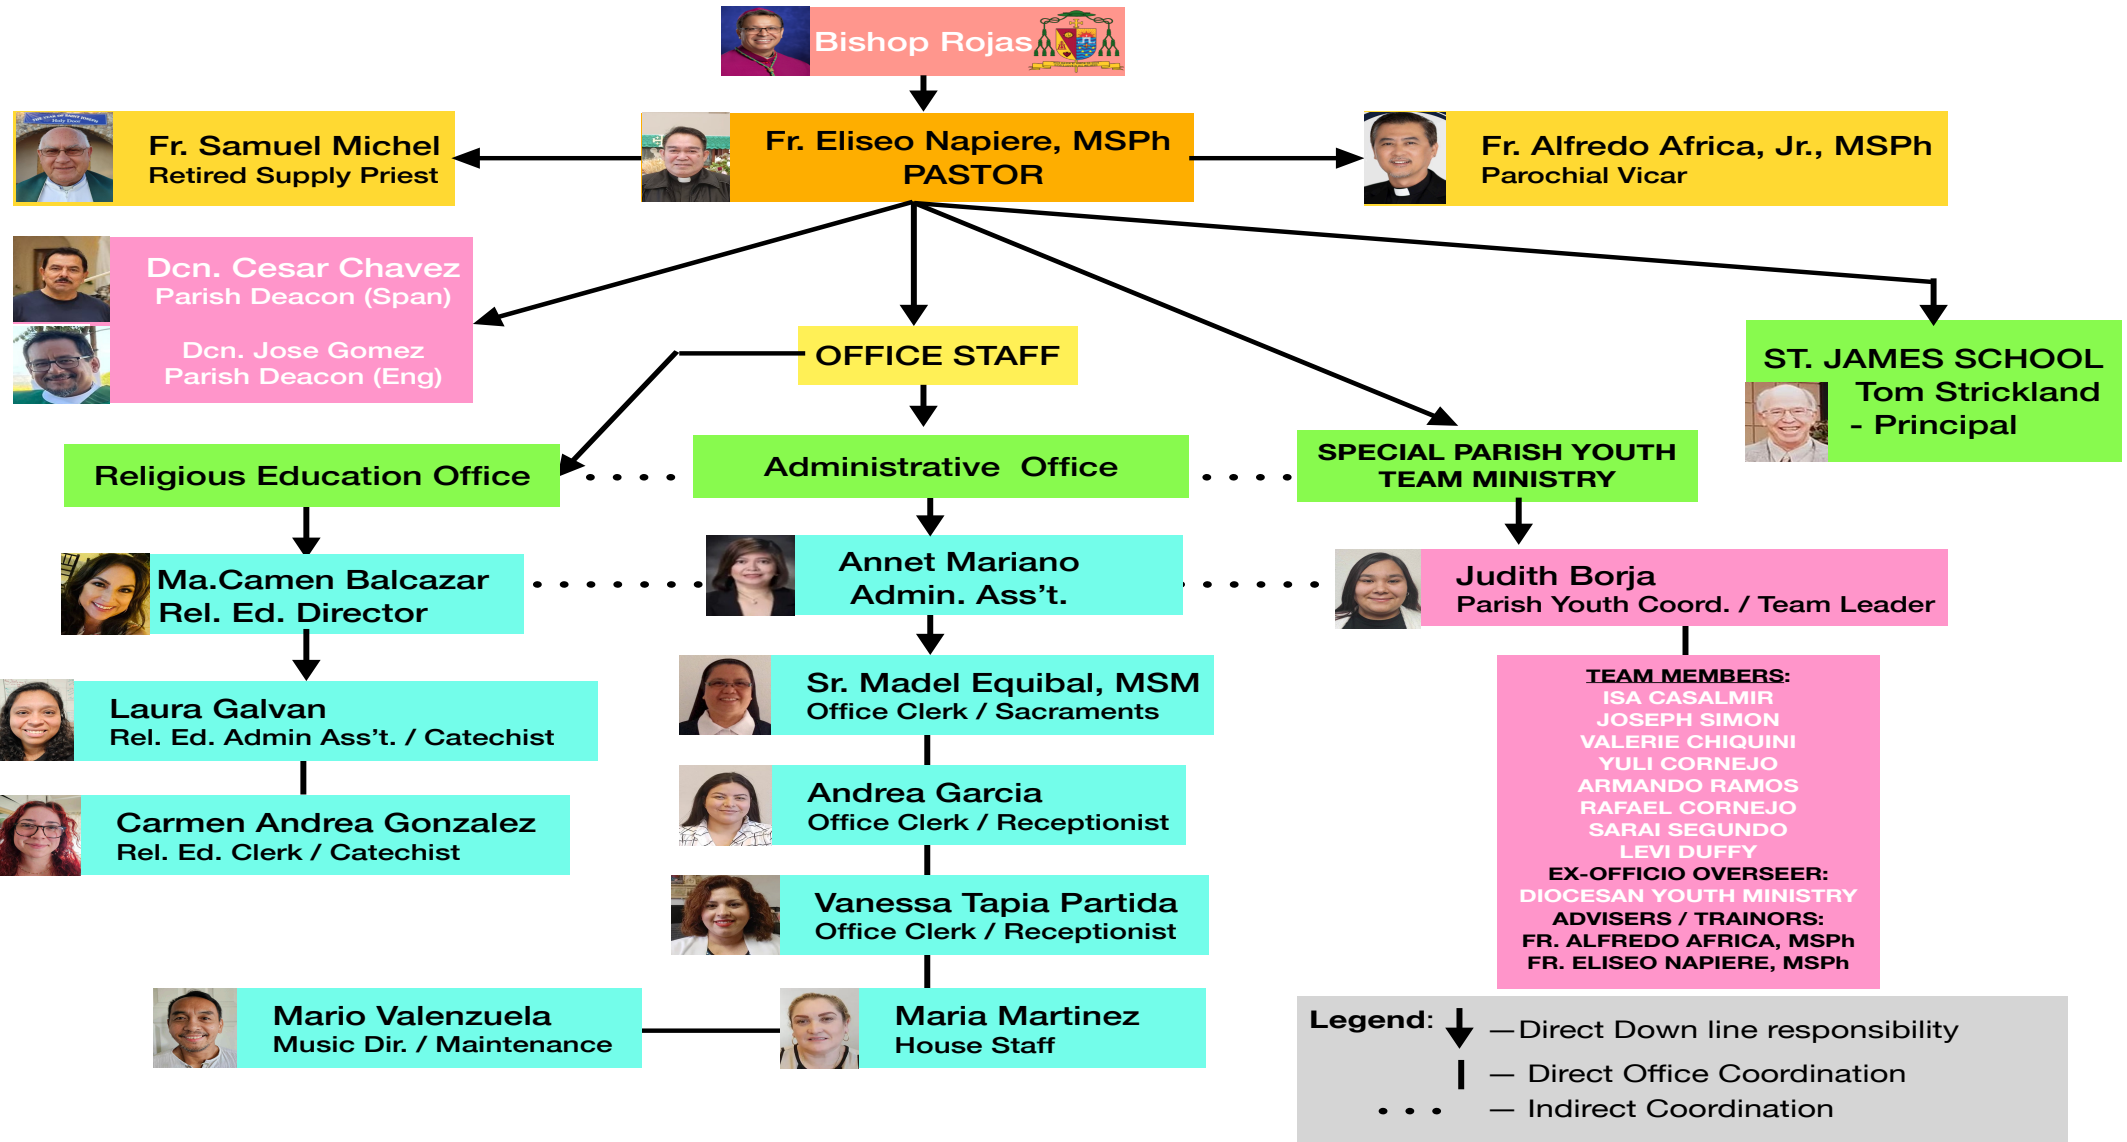 Bishop Rojas
Fr. Samuel Michel
Retired Supply Priest
Fr. Eliseo Napiere, MSPh
PASTOR
Fr. Alfredo Africa, Jr., MSPh
Parochial Vicar
Dcn. Cesar Chavez
Parish Deacon (Span)
Dcn. Jose Gomez
Parish Deacon (Eng)
OFFICE STAFF
ST. JAMES SCHOOL
Tom Strickland
- Principal
Religious Education Office
Administrative Office
SPECIAL PARISH YOUTH
TEAM MINISTRY
Ma.Camen Balcazar
Rel. Ed. Director
Annet Mariano
Admin. Ass't.
Judith Borja
Parish Youth Coord. / Team Leader
Laura Galvan
Rel. Ed. Admin Ass't. / Catechist
Carmen Andrea Gonzalez
Rel. Ed. Clerk / Catechist
Sr. Madel Equibal, MSM
Office Clerk / Sacraments
Andrea Garcia
Office Clerk / Receptionist
Vanessa Tapia Partida
Office Clerk / Receptionist
Mario Valenzuela
Music Dir. / Maintenance
Maria Martinez
House Staff
TEAM MEMBERS:
ISA CASALMIR
JOSEPH SIMON
VALERIE CHIQUINI
YULI CORNEJO
ARMANDO RAMOS
RAFAEL CORNEJO
SARAI SEGUNDO
LEVI DUFFY
EX-OFFICIO OVERSEER:
DIOCESAN YOUTH MINISTRY
ADVISERS / TRAINORS:
FR. ALFREDO AFRICA, MSPh
FR. ELISEO NAPIERE, MSPh
Legend:
—Direct Down line responsibility
— Direct Office Coordination
— Indirect Coordination